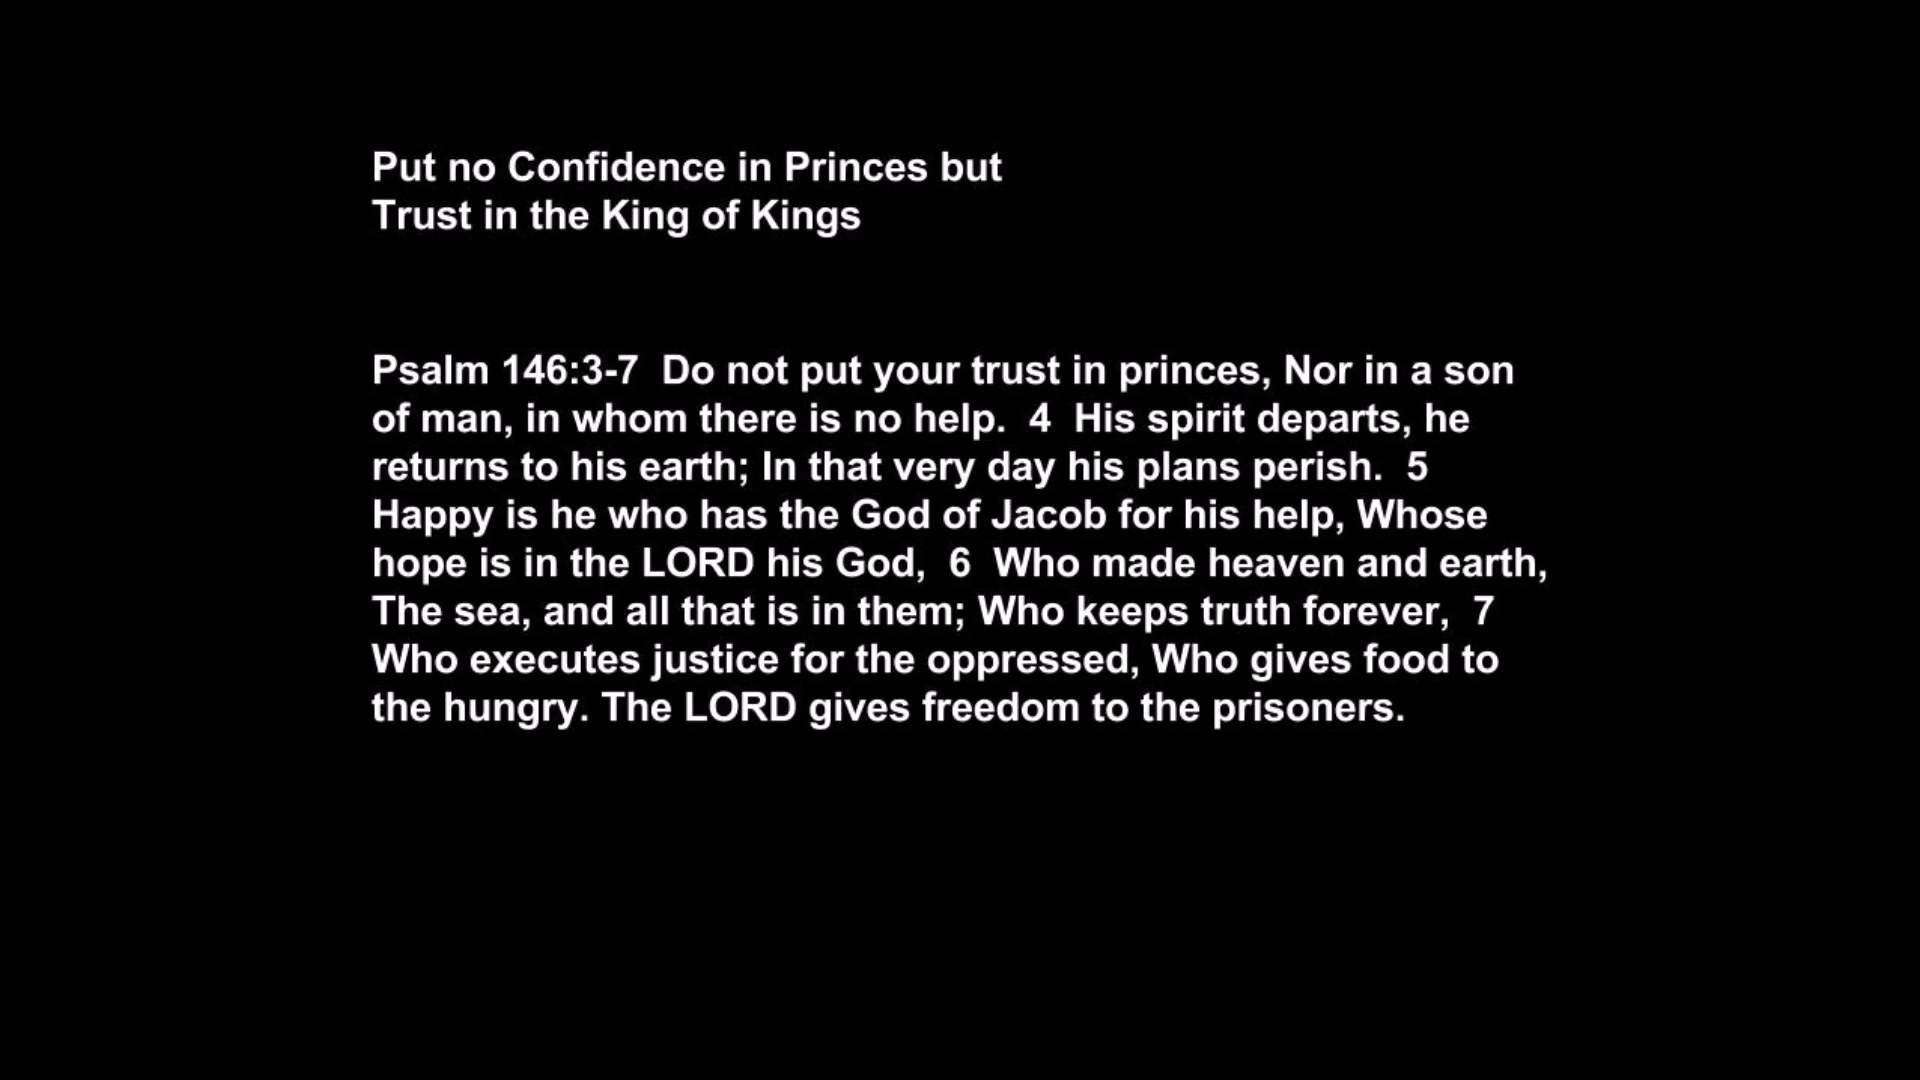 Put no Confidence in Princes but
Trust in the King of Kings
Psalm 146:3-7  Do not put your trust in princes, Nor in a son
of man, in whom there is no help.  4  His spirit departs, he
returns to his earth; In that very day his plans perish.  5
Happy is he who has the God of Jacob for his help, Whose
hope is in the LORD his God,  6  Who made heaven and earth,
The sea, and all that is in them; Who keeps truth forever,  7
Who executes justice for the oppressed, Who gives food to
the hungry. The LORD gives freedom to the prisoners.